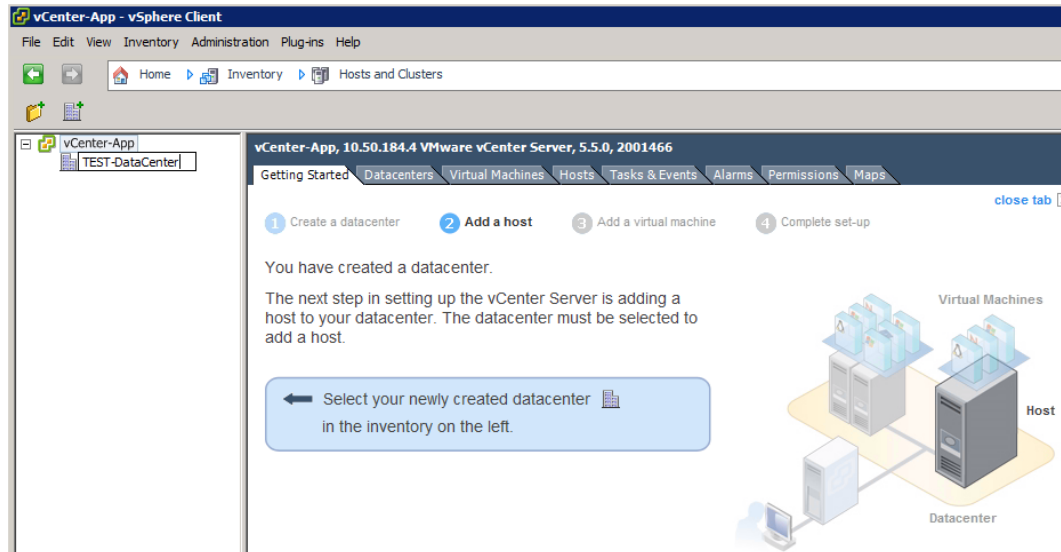 vCenter-App - vSphere Client
File Edit View Inventory Administration Plug-ins Help
Home Inventory Hosts and Clusters
vCenter-App
TEST-DataCenter
vCenter-App, 10.50.184.4 VMware vCenter Server, 5.5.0, 2001466
Getting Started Datacenters Virtual Machines Hosts Tasks & Events Alarms Permissions Maps
close tab
1 Create a datacenter 2 Add a host 3 Add a virtual machine 4 Complete set-up
You have created a datacenter.
The next step in setting up the vCenter Server is adding a
host to your datacenter. The datacenter must be selected to
add a host.
Select your newly created datacenter
in the inventory on the left.
Virtual Machines
Host
Datacenter